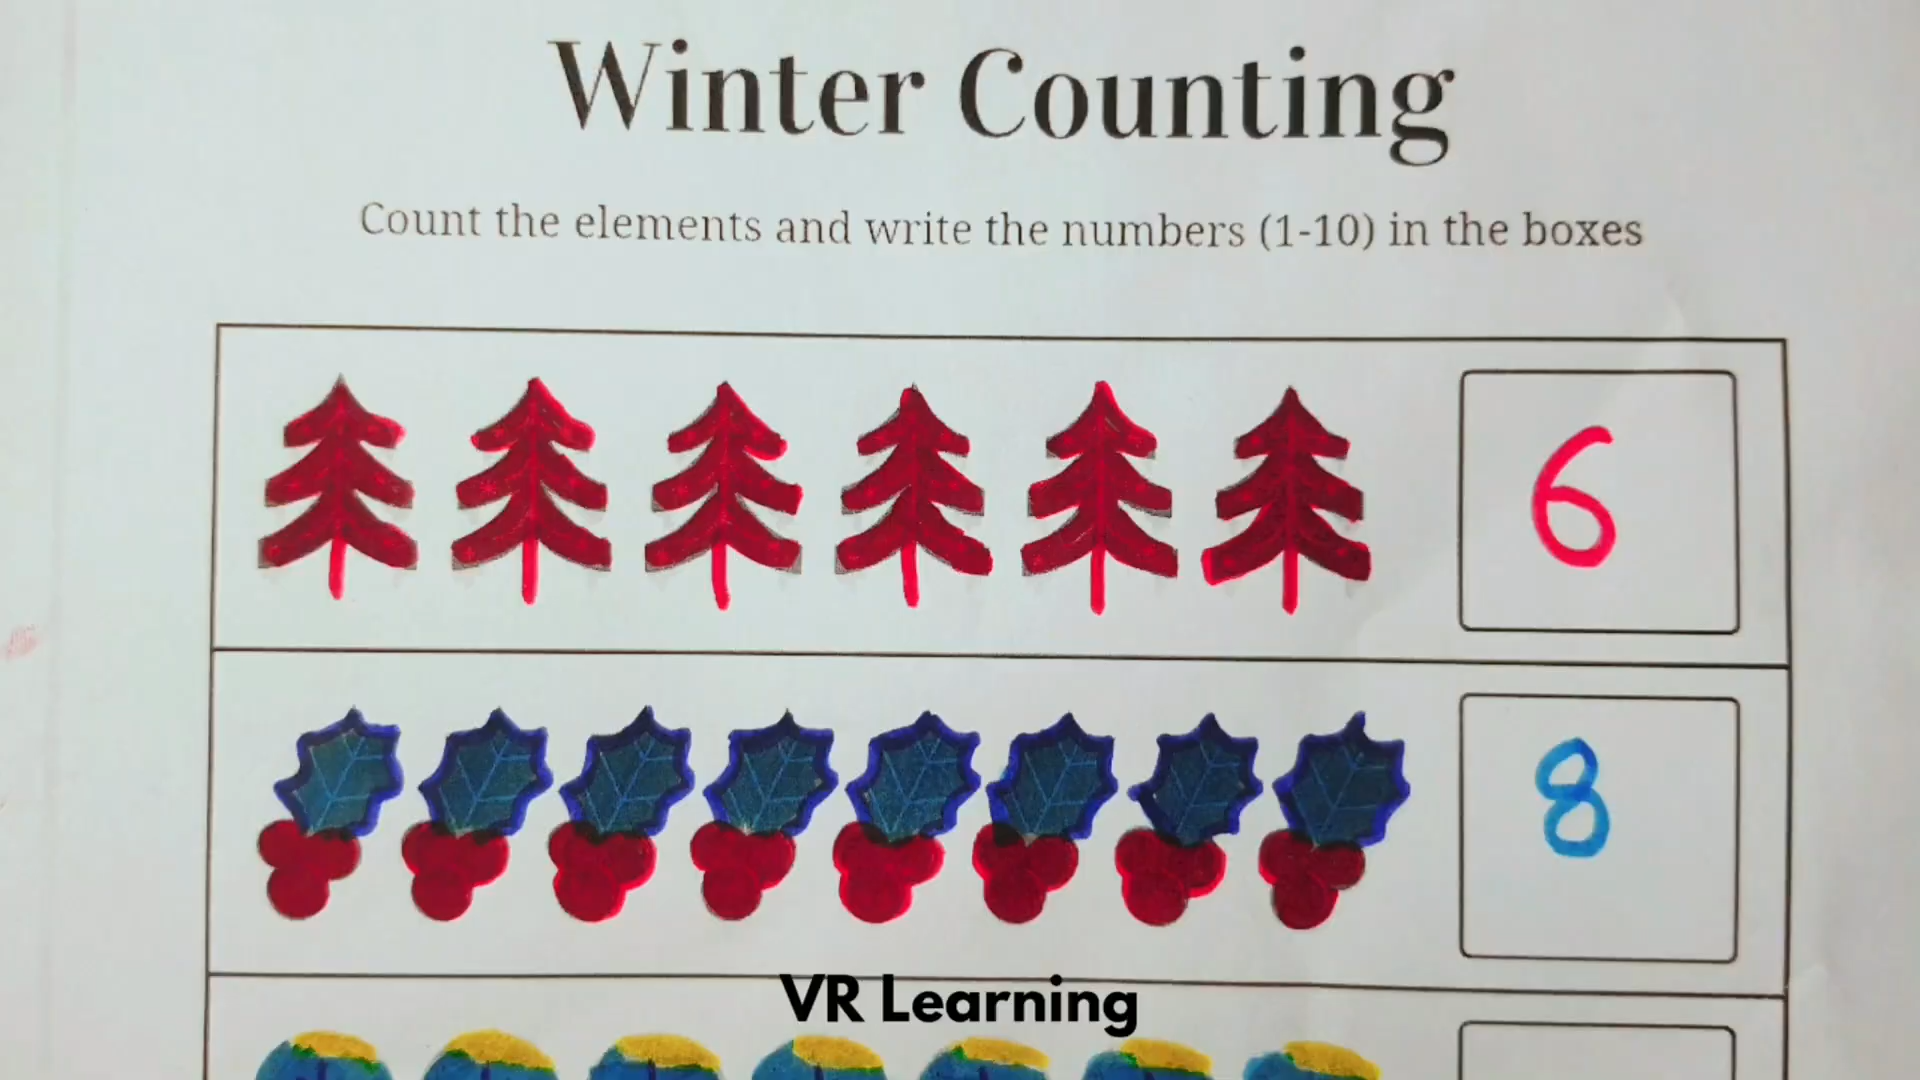 Winter Counting
Count the elements and write the numbers (1-10) in the boxes
6
8
VR Learning